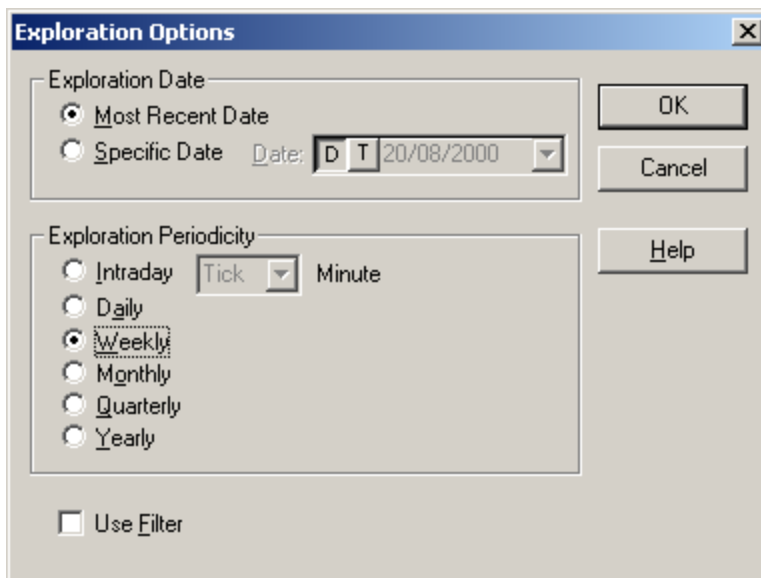 Exploration Options
Exploration Date
Most Recent Date
Specific Date Date: D T 20/08/2000
OK
Cancel
Help
Exploration Periodicity
Intraday Tick Minute
Daily
Weekly
Monthly
Quarterly
Yearly
Use Filter